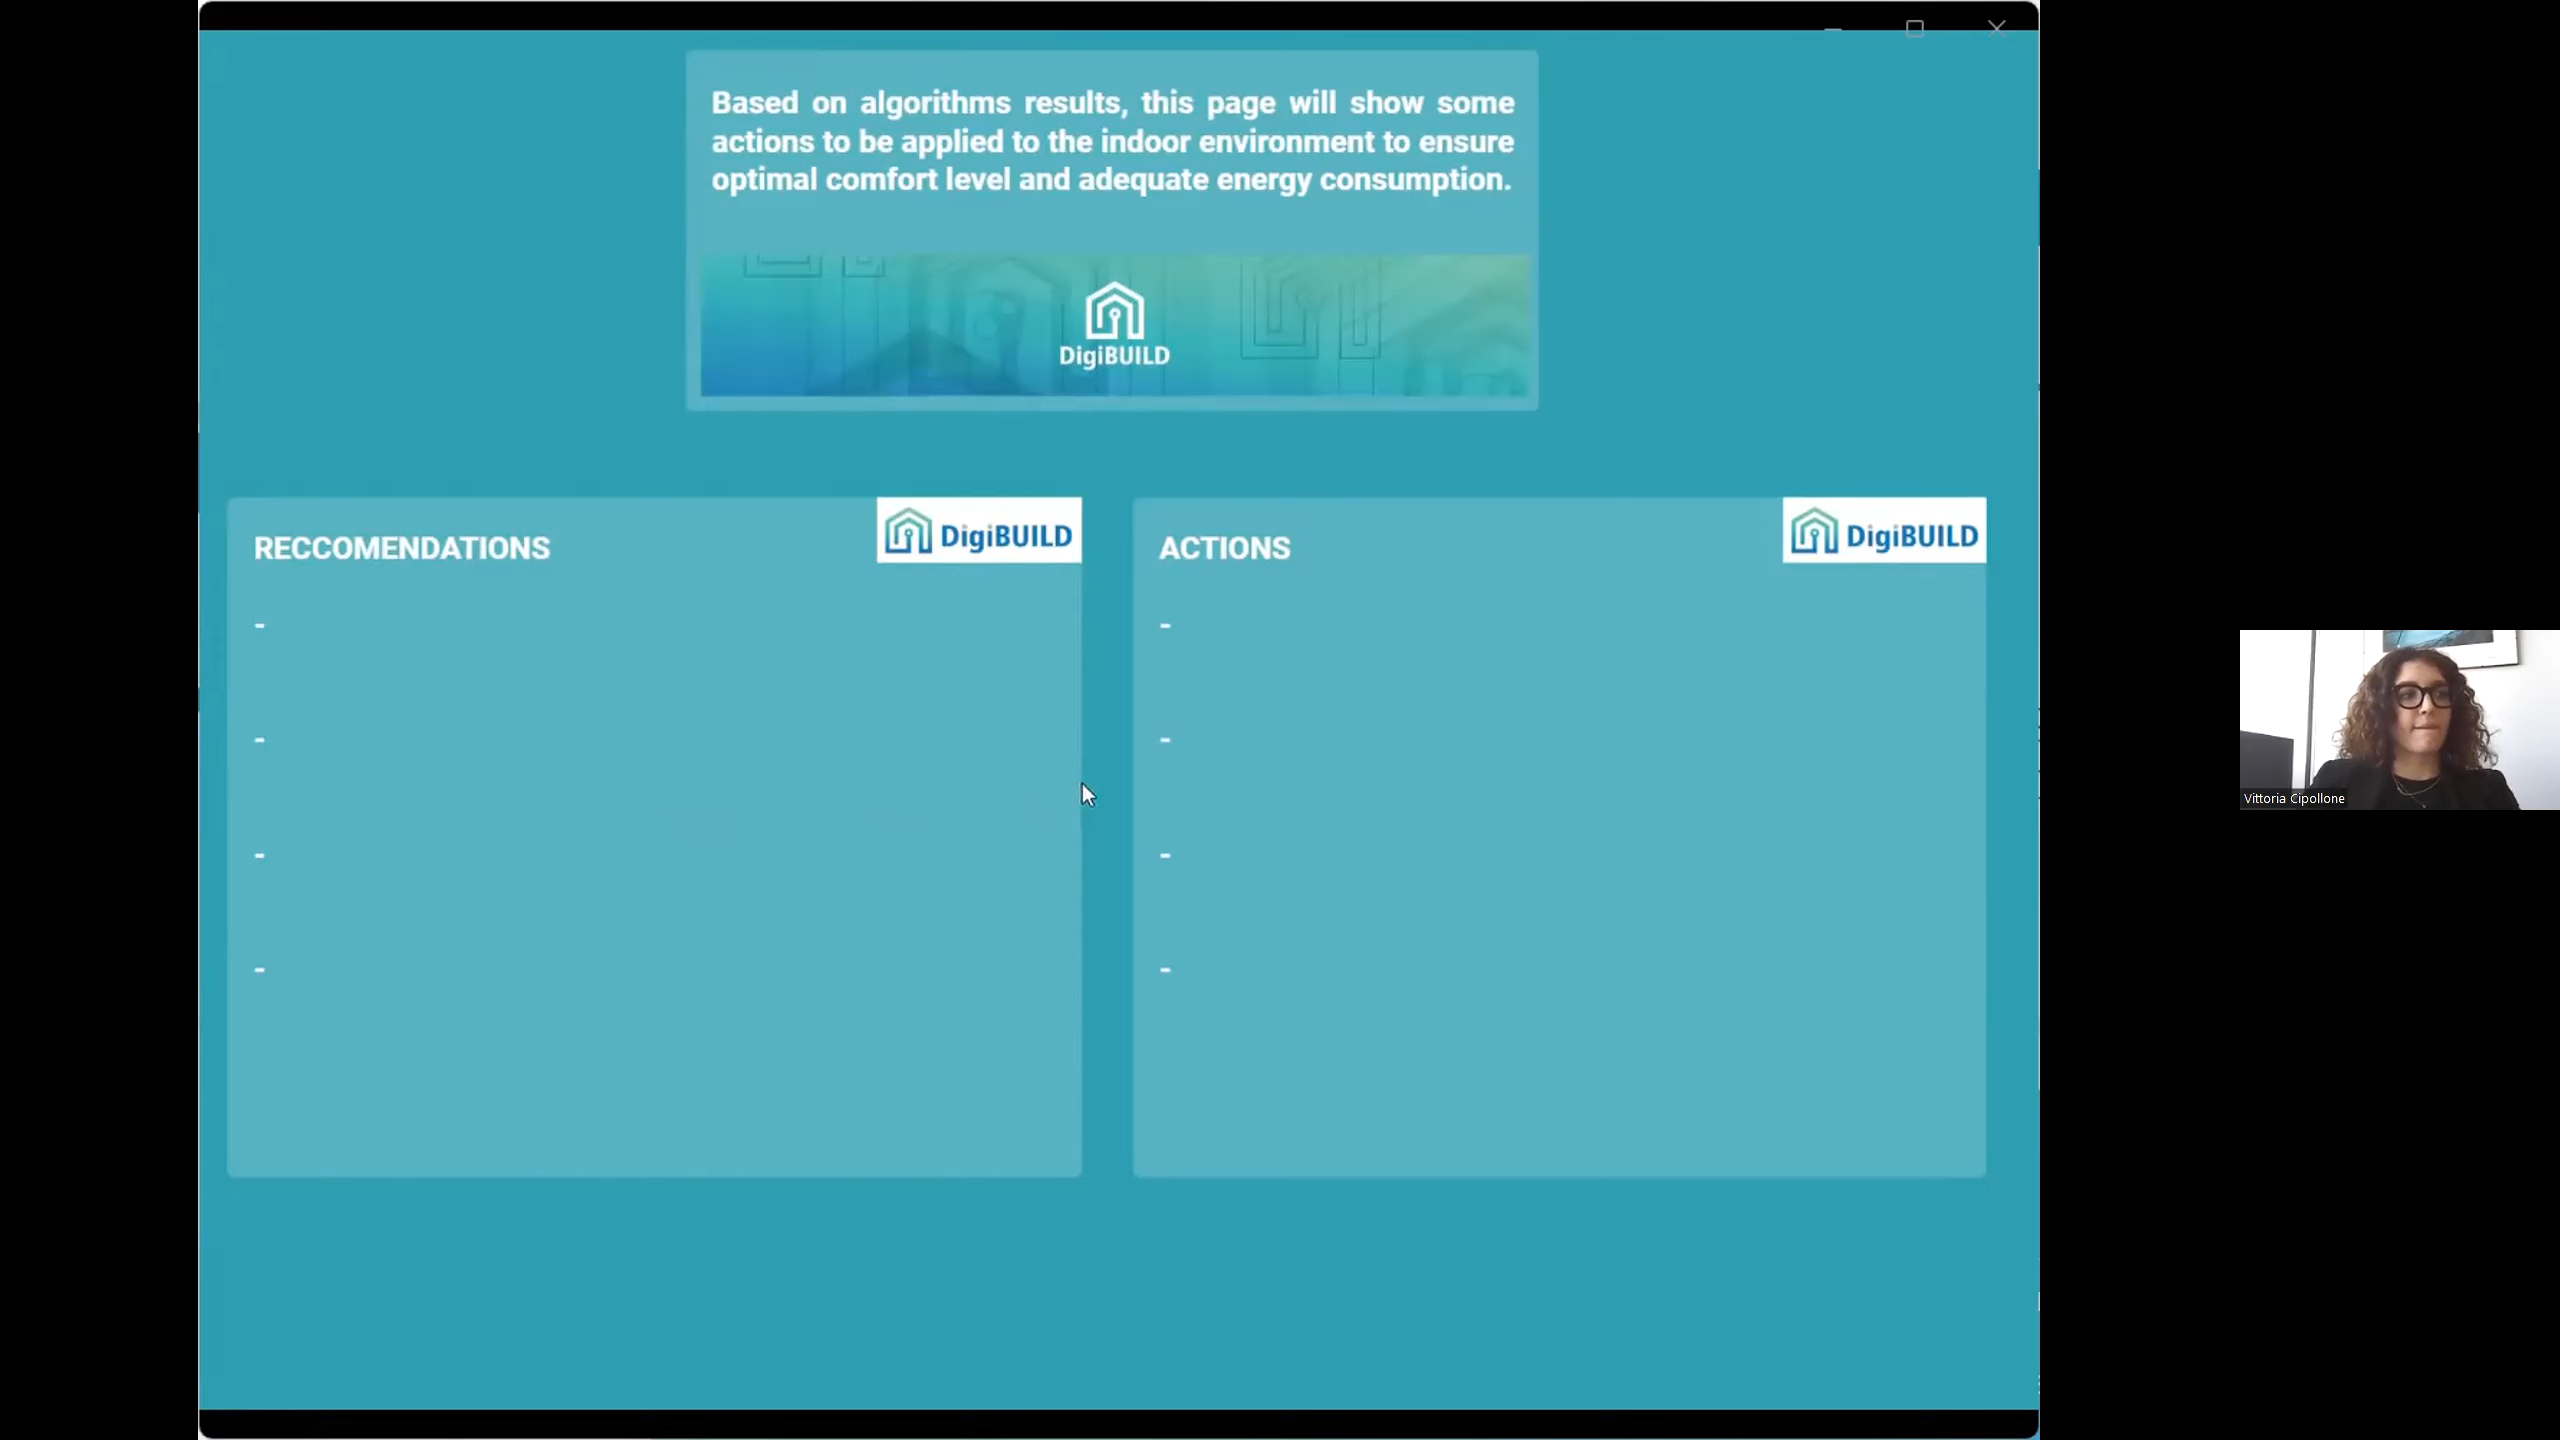 Based on algorithms results, this page will show some
actions to be applied to the indoor environment to ensure
optimal comfort level and adequate energy consumption.
DigiBUILD
RECCOMENDATIONS
DigiBUILD
-
-
-
-
ACTIONS
DigiBUILD
-
-
-
-
Vittoria Cipollone